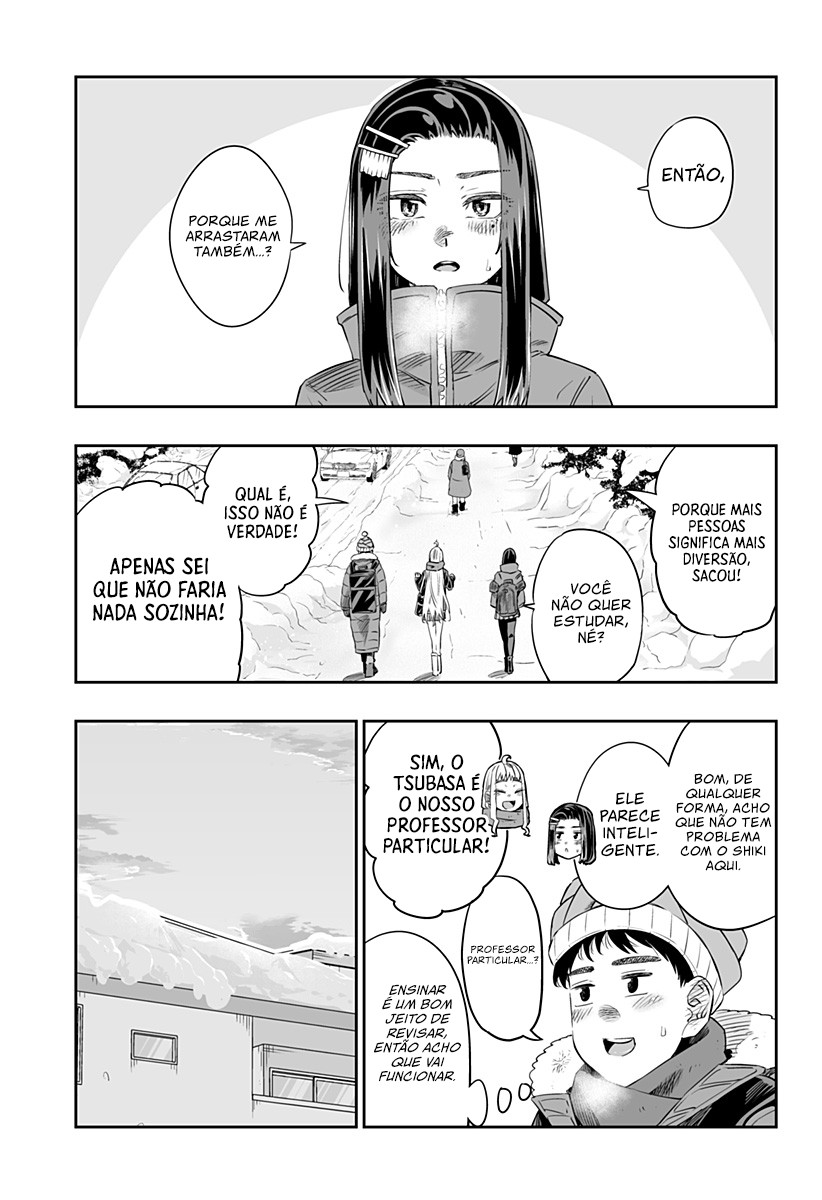 ENTÃO,
PORQUE ME
ARRASTARAM
TAMBÉM...?
PORQUE MAIS
PESSOAS
SIGNIFICA MAIS
DIVERSÃO,
SACOU!
VOCÊ
NÃO QUER
ESTUDAR,
NÉ?
QUAL É,
ISSO NÃO É
VERDADE!
APENAS SEI
QUE NÃO FARIA
NADA SOZINHA!
BOM, DE
QUALQUER
FORMA, ACHO
QUE NÃO TEM
PROBLEMA
COM O SHIKI
AQUI.
ELE
PARECE
INTELI-
GENTE.
SIM, O
TSUBASA É
O NOSSO
PROFESSOR
PARTICULAR!
PROFESSOR
PARTICULAR...?
ENSINAR
É UM BOM
JEITO DE
REVISAR,
ENTÃO ACHO
QUE VAI
FUNCIONAR.